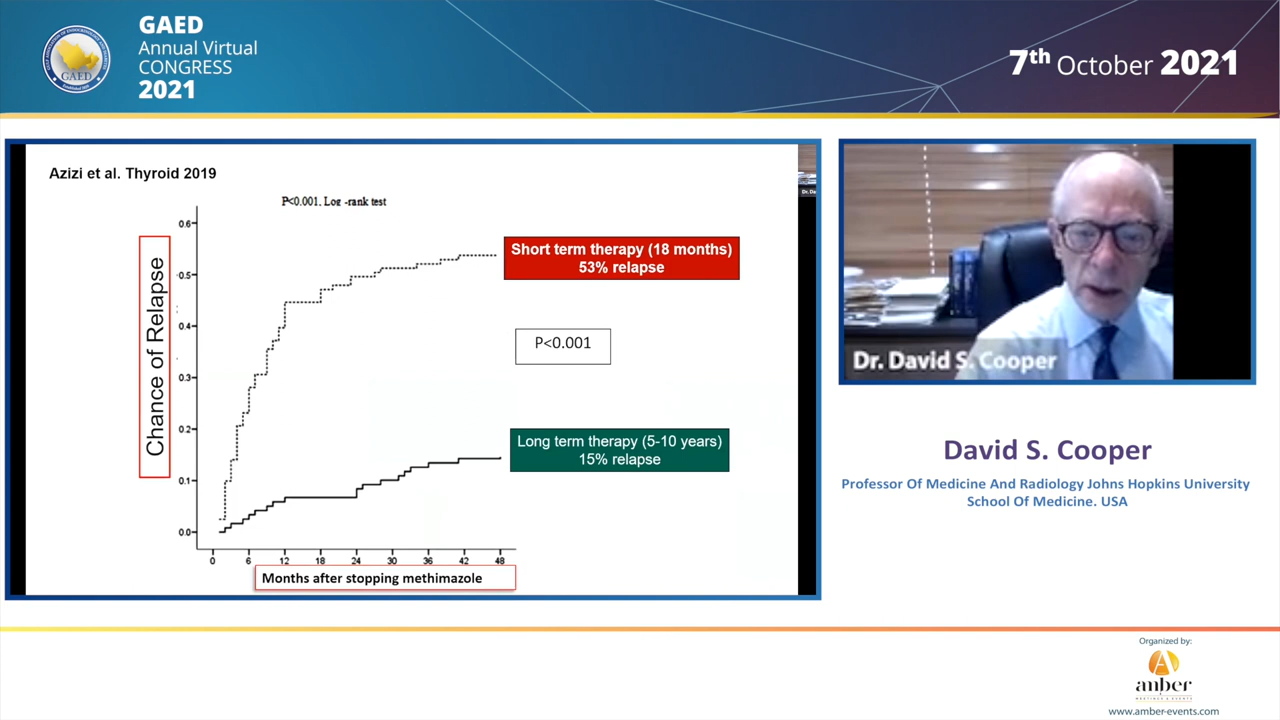 GAED
Annual Virtual
CONGRESS
2021
GAED
7th October 2021
Azizi et al. Thyroid 2019
P<0.001, Log -rank test
Chance of Relapse
0.6
0.5
0.4
0.3
0.2
0.1
0.0
0 6 12 18 24 30 36 42 48
Months after stopping methimazole
Short term therapy (18 months)
53% relapse
P<0.001
Long term therapy (5-10 years)
15% relapse
Dr. David S. Cooper
David S. Cooper
Professor Of Medicine And Radiology Johns Hopkins University
School Of Medicine. USA
Organized by:
anber
www.amber-events.com